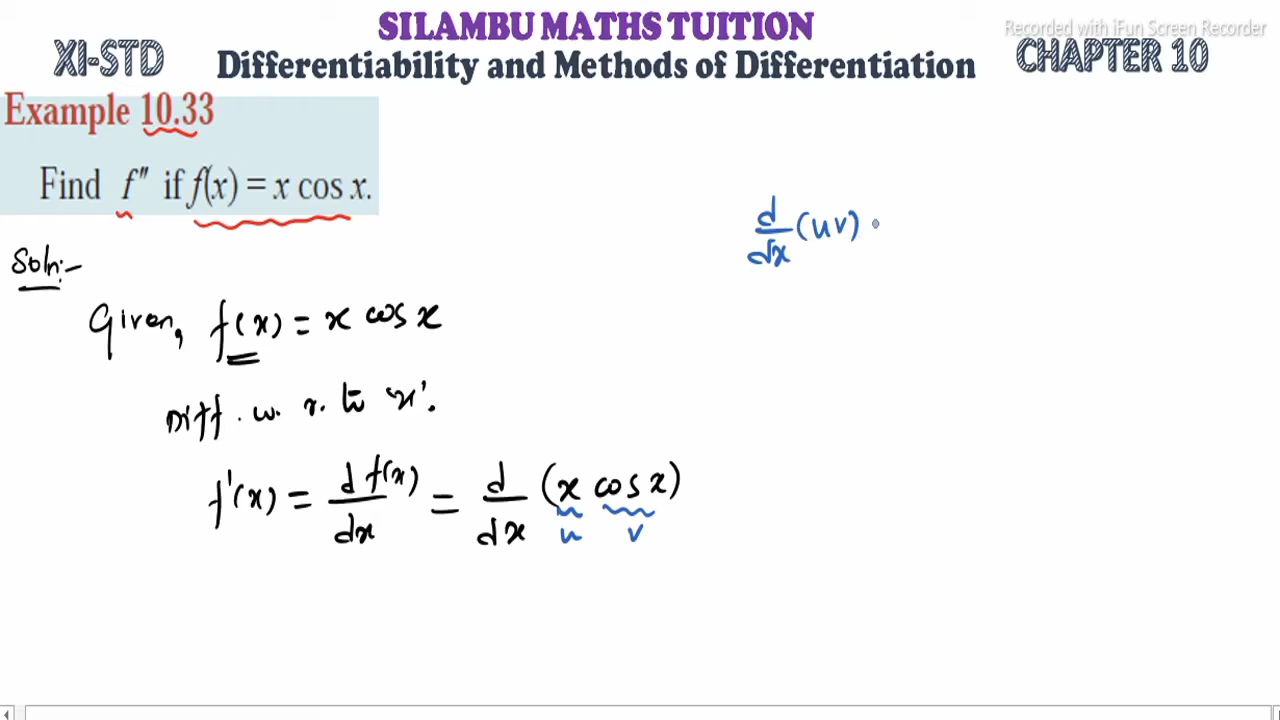 SILAMBU MATHS TUITION
Recorded with iFun Screen Recorder
XI-STD
Differentiability and Methods of Differentiation
CHAPTER 10
Example 10.33
Find f″ if f(x) = x cos x.
d/dx (uv)
Soln:-
Given, f(x) = x cos x
Diff. w. r. to 'x'.
f'(x) = d f(x)/dx = d/dx (x cos x)
u v